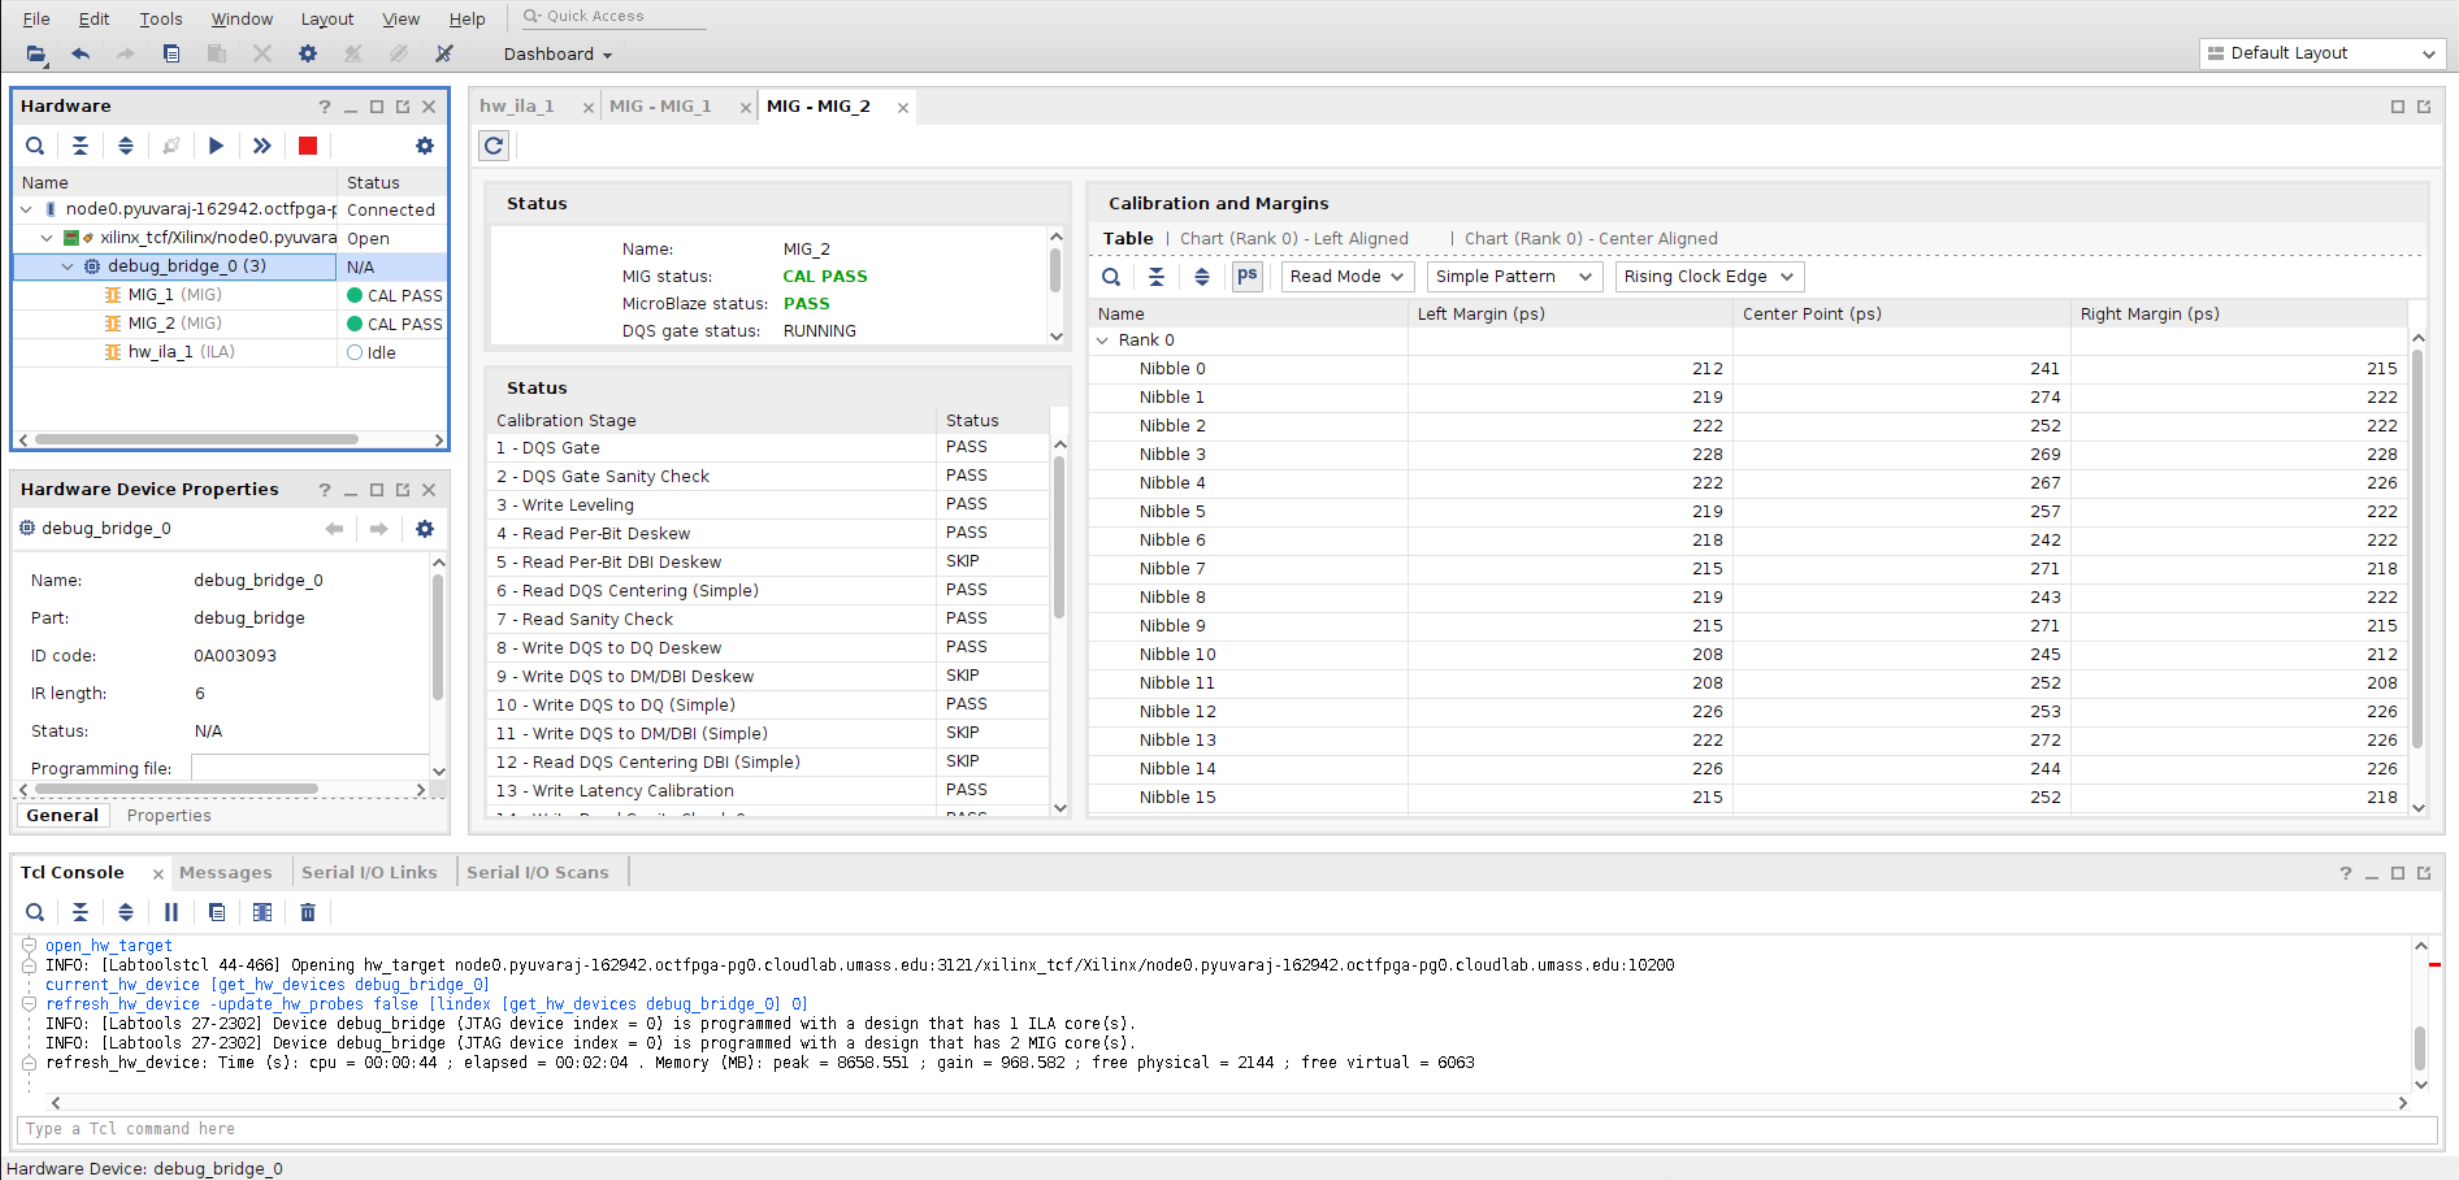 File Edit Tools Window Layout View Help Quick Access
Dashboard Default Layout
Hardware
Name Status
node0.pyuvaraj-162942.octfpga-p Connected
xilinx_tcf/Xilinx/node0.pyuvara Open
debug_bridge_0 (3) N/A
MIG_1 (MIG) CAL PASS
MIG_2 (MIG) CAL PASS
hw_ila_1 (ILA) Idle
Hardware Device Properties
debug_bridge_0
Name: debug_bridge_0
Part: debug_bridge
ID code: 0A003093
IR length: 6
Status: N/A
Programming file:
General Properties
hw_ila_1 MIG - MIG_1 MIG - MIG_2
Status
Name: MIG_2
MIG status: CAL PASS
MicroBlaze status: PASS
DQS gate status: RUNNING
Status
Calibration Stage Status
1 - DQS Gate PASS
2 - DQS Gate Sanity Check PASS
3 - Write Leveling PASS
4 - Read Per-Bit Deskew PASS
5 - Read Per-Bit DBI Deskew SKIP
6 - Read DQS Centering (Simple) PASS
7 - Read Sanity Check PASS
8 - Write DQS to DQ Deskew PASS
9 - Write DQS to DM/DBI Deskew SKIP
10 - Write DQS to DQ (Simple) PASS
11 - Write DQS to DM/DBI (Simple) SKIP
12 - Read DQS Centering DBI (Simple) SKIP
13 - Write Latency Calibration PASS
Calibration and Margins
Table | Chart (Rank 0) - Left Aligned | Chart (Rank 0) - Center Aligned
ps Read Mode Simple Pattern Rising Clock Edge
Name Left Margin (ps) Center Point (ps) Right Margin (ps)
Rank 0
Nibble 0 212 241 215
Nibble 1 219 274 222
Nibble 2 222 252 222
Nibble 3 228 269 228
Nibble 4 222 267 226
Nibble 5 219 257 222
Nibble 6 218 242 222
Nibble 7 215 271 218
Nibble 8 219 243 222
Nibble 9 215 271 215
Nibble 10 208 245 212
Nibble 11 208 252 208
Nibble 12 226 253 226
Nibble 13 222 272 226
Nibble 14 226 244 226
Nibble 15 215 252 218
Tcl Console Messages Serial I/O Links Serial I/O Scans
open_hw_target
INFO: [Labtoolstcl 44-466] Opening hw_target node0.pyuvaraj-162942.octfpga-pg0.cloudlab.umass.edu:3121/xilinx_tcf/Xilinx/node0.pyuvaraj-162942.octfpga-pg0.cloudlab.umass.edu:10200
current_hw_device [get_hw_devices debug_bridge_0]
refresh_hw_device -update_hw_probes false [lindex [get_hw_devices debug_bridge_0] 0]
INFO: [Labtools 27-2302] Device debug_bridge (JTAG device index = 0) is programmed with a design that has 1 ILA core(s).
INFO: [Labtools 27-2302] Device debug_bridge (JTAG device index = 0) is programmed with a design that has 2 MIG core(s).
refresh_hw_device: Time (s): cpu = 00:00:44 ; elapsed = 00:02:04 . Memory (MB): peak = 8658.551 ; gain = 968.582 ; free physical = 2144 ; free virtual = 6063
Type a Tcl command here
Hardware Device: debug_bridge_0